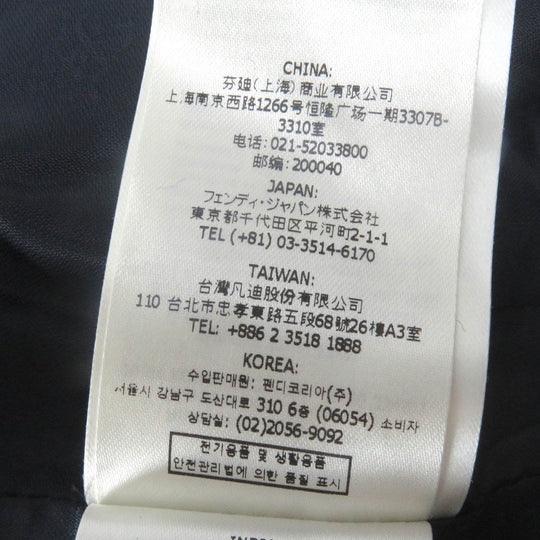 CHINA:
芬迪(上海)商业有限公司
上海南京西路1266号恒隆广场一期3307B-
3310室
电话: 021-52033800
邮编: 200040
JAPAN:
フェンディ・ジャパン株式会社
東京都千代田区平河町2-1-1
TEL (+81) 03-3514-6170
TAIWAN:
台灣凡迪股份有限公司
110 台北市忠孝東路五段68號26樓A3室
TEL: +886 2 3518 1888
KOREA:
수입판매원: 펜디코리아(주)
서울시 강남구 도산대로 310 6층 (06054) 소비자
상담실: (02)2056-9092
전기용품 및 생활용품
안전관리법에 의한 품질 표시